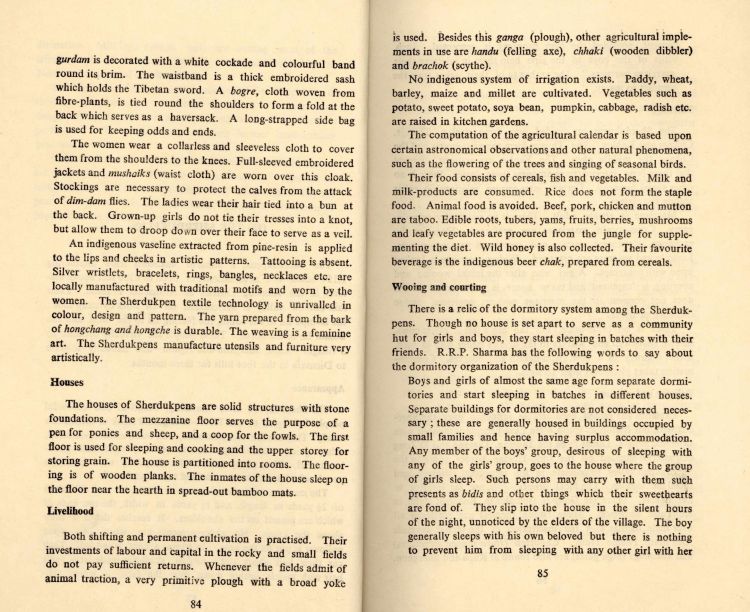 gurdam is decorated with a white cockade and colourful band
round its brim. The waistband is a thick embroidered sash
which holds the Tibetan sword. A bogre, cloth woven from
fibre-plants, is tied round the shoulders to form a fold at the
back which serves as a haversack. A long-strapped side bag
is used for keeping odds and ends.
The women wear a collarless and sleeveless cloth to cover
them from the shoulders to the knees. Full-sleeved embroidered
jackets and mushaiks (waist cloth) are worn over this cloak.
Stockings are necessary to protect the calves from the attack
of dim-dam flies. The ladies wear their hair tied into a bun at
the back. Grown-up girls do not tie their tresses into a knot,
but allow them to droop down over their face to serve as a veil.
An indigenous vaseline extracted from pine-resin is applied
to the lips and cheeks in artistic patterns. Tattooing is absent.
Silver wristlets, bracelets, rings, bangles, necklaces etc. are
locally manufactured with traditional motifs and worn by the
women. The Sherdukpen textile technology is unrivalled in
colour, design and pattern. The yarn prepared from the bark
of hongchang and hongche is durable. The weaving is a feminine
art. The Sherdukpens manufacture utensils and furniture very
artistically.
Houses
The houses of Sherdukpens are solid structures with stone
foundations. The mezzanine floor serves the purpose of a
pen for ponies and sheep, and a coop for the fowls. The first
floor is used for sleeping and cooking and the upper storey for
storing grain. The house is partitioned into rooms. The floor-
ing is of wooden planks. The inmates of the house sleep on
the floor near the hearth in spread-out bamboo mats.
Livelihood
Both shifting and permanent cultivation is practised. Their
investments of labour and capital in the rocky and small fields
do not pay sufficient returns. Whenever the fields admit of
animal traction, a very primitive plough with a broad yoke
84
is used. Besides this ganga (plough), other agricultural imple-
ments in use are handu (felling axe), chhaki (wooden dibbler)
and brachok (scythe).
No indigenous system of irrigation exists. Paddy, wheat,
barley, maize and millet are cultivated. Vegetables such as
potato, sweet potato, soya bean, pumpkin, cabbage, radish etc.
are raised in kitchen gardens.
The computation of the agricultural calendar is based upon
certain astronomical observations and other natural phenomena,
such as the flowering of the trees and singing of seasonal birds.
Their food consists of cereals, fish and vegetables. Milk and
milk-products are consumed. Rice does not form the staple
food. Animal food is avoided. Beef, pork, chicken and mutton
are taboo. Edible roots, tubers, yams, fruits, berries, mushrooms
and leafy vegetables are procured from the jungle for supple-
menting the diet. Wild honey is also collected. Their favourite
beverage is the indigenous beer chak, prepared from cereals.
Wooing and courting
There is a relic of the dormitory system among the Sherduk-
pens. Though no house is set apart to serve as a community
hut for girls and boys, they start sleeping in batches with their
friends. R.R.P. Sharma has the following words to say about
the dormitory organization of the Sherdukpens :
Boys and girls of almost the same age form separate dormi-
tories and start sleeping in batches in different houses.
Separate buildings for dormitories are not considered neces-
sary ; these are generally housed in buildings occupied by
small families and hence having surplus accommodation.
Any member of the boys' group, desirous of sleeping with
any of the girls' group, goes to the house where the group
of girls sleep. Such persons may carry with them such
presents as bidis and other things which their sweethearts
are fond of. They slip into the house in the silent hours
of the night, unnoticed by the elders of the village. The boy
generally sleeps with his own beloved but there is nothing
to prevent him from sleeping with any other girl with her
85